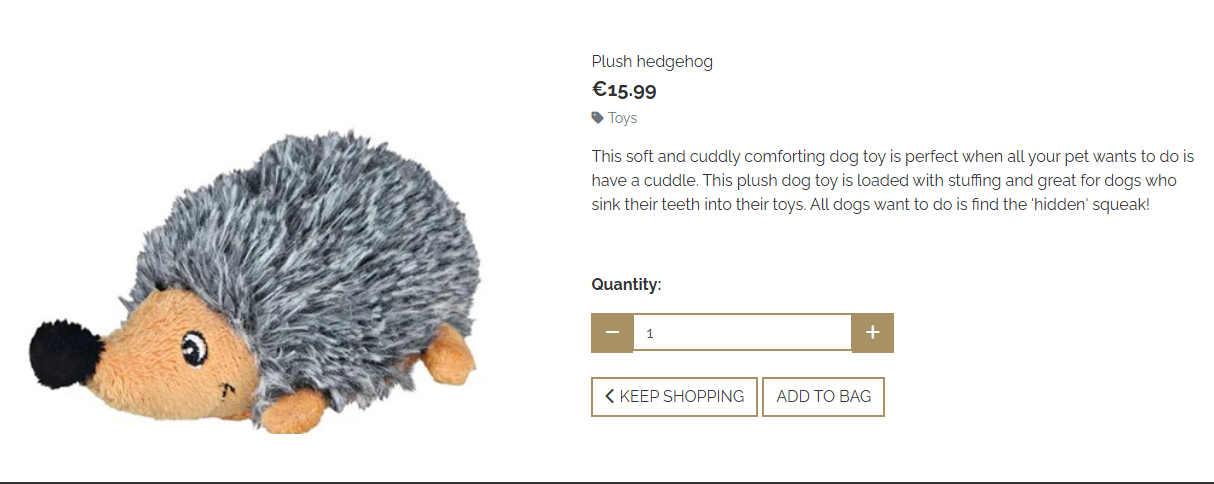 Plush hedgehog
€15.99
Toys
This soft and cuddly comforting dog toy is perfect when all your pet wants to do is
have a cuddle. This plush dog toy is loaded with stuffing and great for dogs who
sink their teeth into their toys. All dogs want to do is find the 'hidden' squeak!
Quantity:
− 1 +
KEEP SHOPPING ADD TO BAG